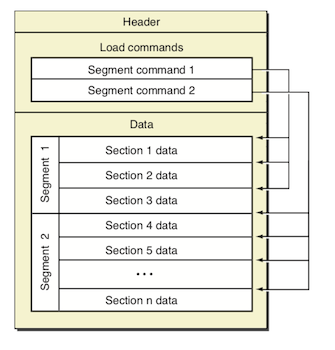 Header
Load commands
Segment command 1
Segment command 2
Data
Segment 1
Section 1 data
Section 2 data
Section 3 data
Segment 2
Section 4 data
Section 5 data
...
Section n data